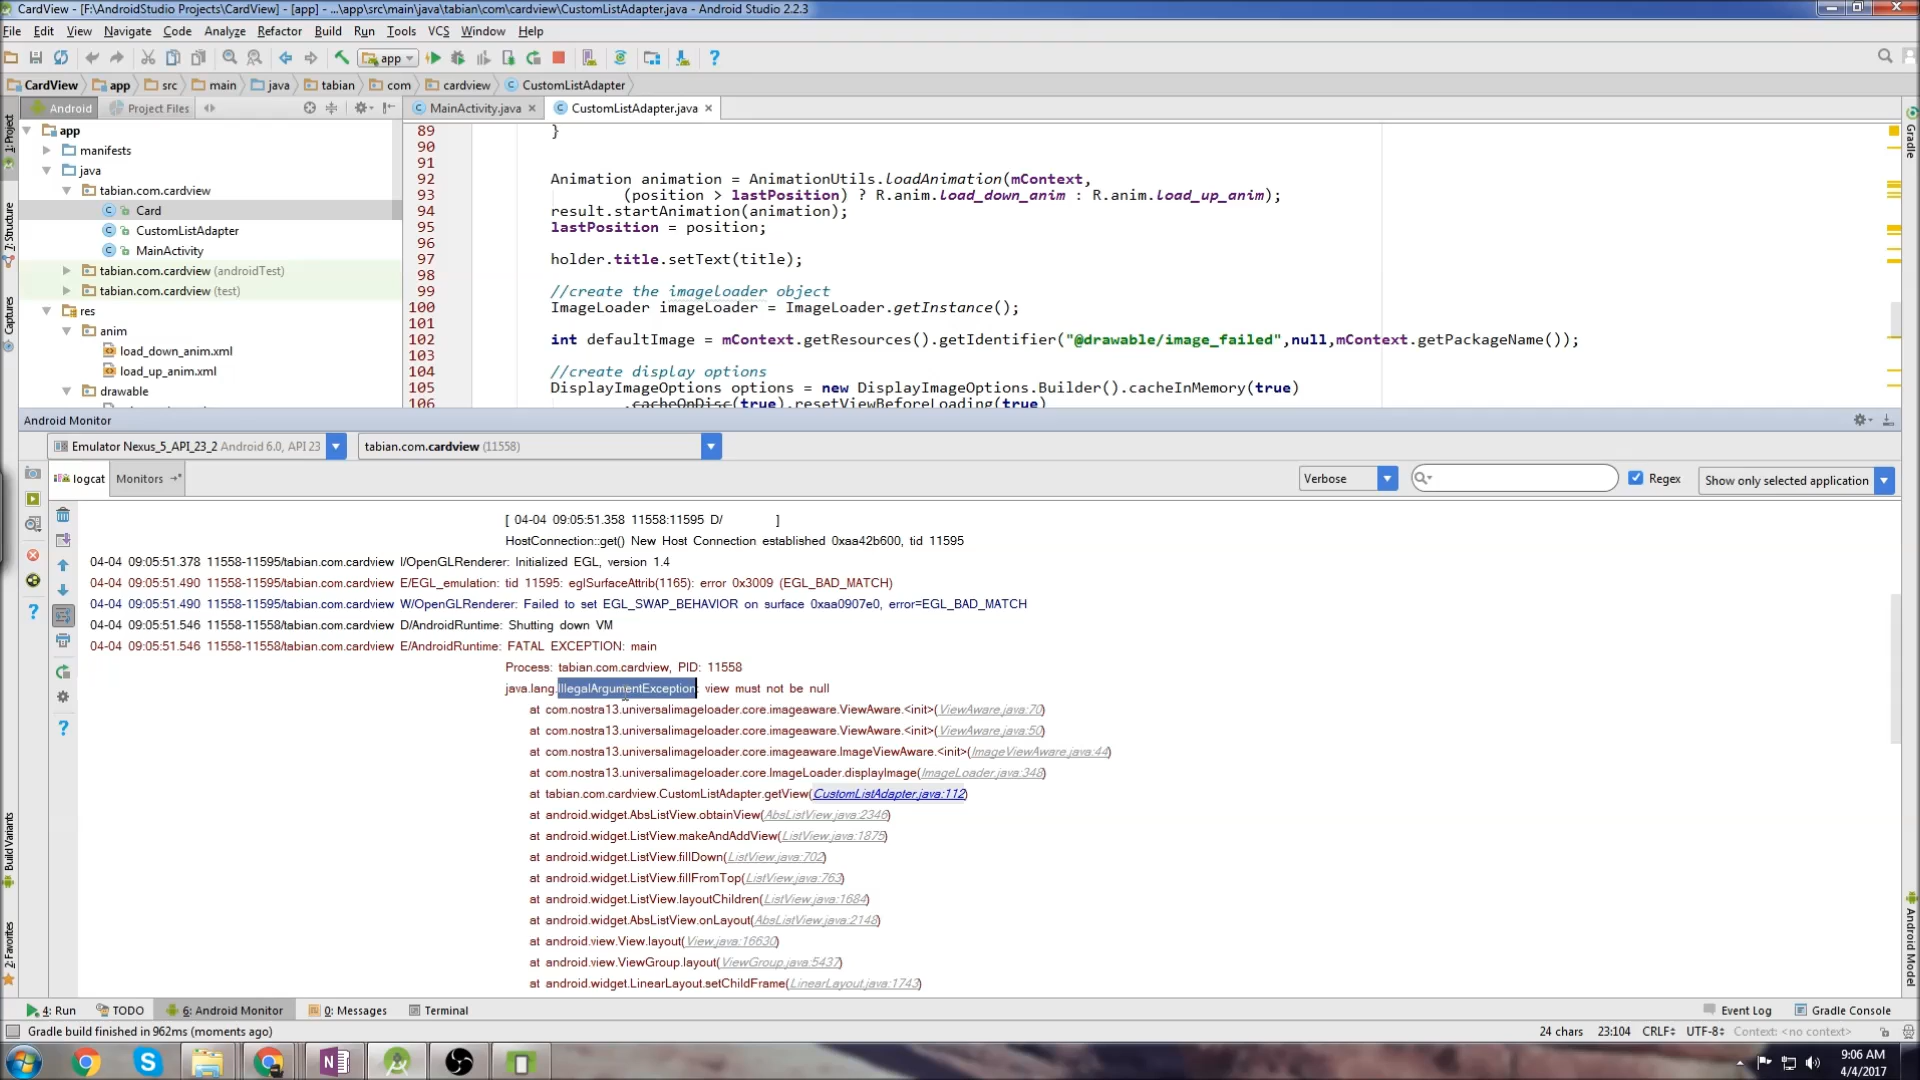 CardView - [F:\AndroidStudio Projects\CardView] - [app] - ...\app\src\main\java\tabian\com\cardview\CustomListAdapter.java - Android Studio 2.2.3
File Edit View Navigate Code Analyze Refactor Build Run Tools VCS Window Help
app
CardView app src main java tabian com cardview CustomListAdapter
Android Project Files
MainActivity.java CustomListAdapter.java
1: Project
7: Structure
Captures
Build Variants
2: Favorites
Gradle
Android Model
app
manifests
java
tabian.com.cardview
Card
CustomListAdapter
MainActivity
tabian.com.cardview (androidTest)
tabian.com.cardview (test)
res
anim
load_down_anim.xml
load_up_anim.xml
drawable
89 }
90
91
92 Animation animation = AnimationUtils.loadAnimation(mContext,
93 (position > lastPosition) ? R.anim.load_down_anim : R.anim.load_up_anim);
94 result.startAnimation(animation);
95 lastPosition = position;
96
97 holder.title.setText(title);
98
99 //create the imageloader object
100 ImageLoader imageLoader = ImageLoader.getInstance();
101
102 int defaultImage = mContext.getResources().getIdentifier("@drawable/image_failed",null,mContext.getPackageName());
103
104 //create display options
105 DisplayImageOptions options = new DisplayImageOptions.Builder().cacheInMemory(true)
106 .cacheOnDisc(true).resetViewBeforeLoading(true)
Android Monitor
Emulator Nexus_5_API_23_2 Android 6.0, API 23 tabian.com.cardview (11558)
logcat Monitors Verbose Regex Show only selected application
[ 04-04 09:05:51.358 11558:11595 D/ ]
HostConnection::get() New Host Connection established 0xaa42b600, tid 11595
04-04 09:05:51.378 11558-11595/tabian.com.cardview I/OpenGLRenderer: Initialized EGL, version 1.4
04-04 09:05:51.490 11558-11595/tabian.com.cardview E/EGL_emulation: tid 11595: eglSurfaceAttrib(1165): error 0x3009 (EGL_BAD_MATCH)
04-04 09:05:51.490 11558-11595/tabian.com.cardview W/OpenGLRenderer: Failed to set EGL_SWAP_BEHAVIOR on surface 0xaa0907e0, error=EGL_BAD_MATCH
04-04 09:05:51.546 11558-11558/tabian.com.cardview D/AndroidRuntime: Shutting down VM
04-04 09:05:51.546 11558-11558/tabian.com.cardview E/AndroidRuntime: FATAL EXCEPTION: main
Process: tabian.com.cardview, PID: 11558
java.lang.IllegalArgumentException: view must not be null
at com.nostra13.universalimageloader.core.imageaware.ViewAware.<init>(ViewAware.java:70)
at com.nostra13.universalimageloader.core.imageaware.ViewAware.<init>(ViewAware.java:50)
at com.nostra13.universalimageloader.core.imageaware.ImageViewAware.<init>(ImageViewAware.java:44)
at com.nostra13.universalimageloader.core.ImageLoader.displayImage(ImageLoader.java:348)
at tabian.com.cardview.CustomListAdapter.getView(CustomListAdapter.java:112)
at android.widget.AbsListView.obtainView(AbsListView.java:2346)
at android.widget.ListView.makeAndAddView(ListView.java:1875)
at android.widget.ListView.fillDown(ListView.java:702)
at android.widget.ListView.fillFromTop(ListView.java:763)
at android.widget.ListView.layoutChildren(ListView.java:1684)
at android.widget.AbsListView.onLayout(AbsListView.java:2148)
at android.view.View.layout(View.java:16630)
at android.view.ViewGroup.layout(ViewGroup.java:5437)
at android.widget.LinearLayout.setChildFrame(LinearLayout.java:1743)
4: Run TODO 6: Android Monitor 0: Messages Terminal Event Log Gradle Console
Gradle build finished in 962ms (moments ago) 24 chars 23:104 CRLF UTF-8 Context: <no context>
9:06 AM
4/4/2017